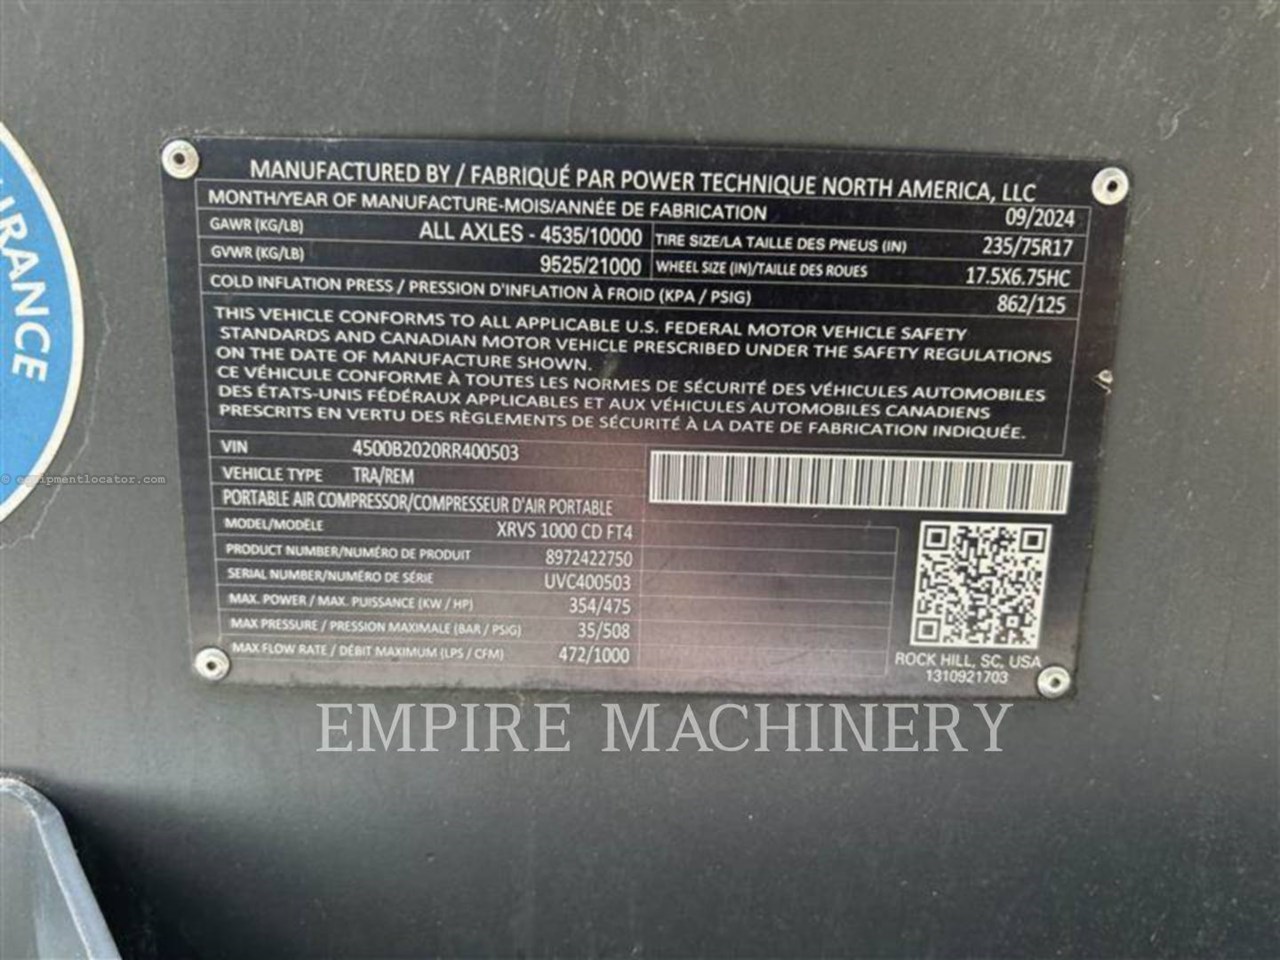 URANCE
MANUFACTURED BY / FABRIQUÉ PAR POWER TECHNIQUE NORTH AMERICA, LLC
MONTH/YEAR OF MANUFACTURE-MOIS/ANNÉE DE FABRICATION 09/2024
GAWR (KG/LB) ALL AXLES - 4535/10000 TIRE SIZE/LA TAILLE DES PNEUS (IN) 235/75R17
GVWR (KG/LB) 9525/21000 WHEEL SIZE (IN)/TAILLE DES ROUES 17.5X6.75HC
COLD INFLATION PRESS / PRESSION D'INFLATION À FROID (KPA / PSIG) 862/125
THIS VEHICLE CONFORMS TO ALL APPLICABLE U.S. FEDERAL MOTOR VEHICLE SAFETY
STANDARDS AND CANADIAN MOTOR VEHICLE PRESCRIBED UNDER THE SAFETY REGULATIONS
ON THE DATE OF MANUFACTURE SHOWN.
CE VÉHICULE CONFORME À TOUTES LES NORMES DE SÉCURITÉ DES VÉHICULES AUTOMOBILES
DES ÉTATS-UNIS FÉDÉRAUX APPLICABLES ET AUX VÉHICULES AUTOMOBILES CANADIENS
PRESCRITS EN VERTU DES RÈGLEMENTS DE SÉCURITÉ À LA DATE DE FABRICATION INDIQUÉE.
VIN 4500B2020RR400503
VEHICLE TYPE TRA/REM
PORTABLE AIR COMPRESSOR/COMPRESSEUR D'AIR PORTABLE
MODEL/MODÈLE XRVS 1000 CD FT4
PRODUCT NUMBER/NUMÉRO DE PRODUIT 8972422750
SERIAL NUMBER/NUMÉRO DE SÉRIE UVC400503
MAX. POWER / MAX. PUISSANCE (KW / HP) 354/475
MAX PRESSURE / PRESSION MAXIMALE (BAR / PSIG) 35/508
MAX FLOW RATE / DÉBIT MAXIMUM (LPS / CFM) 472/1000
ROCK HILL, SC, USA
1310921703
© equipmentlocator.com
EMPIRE MACHINERY